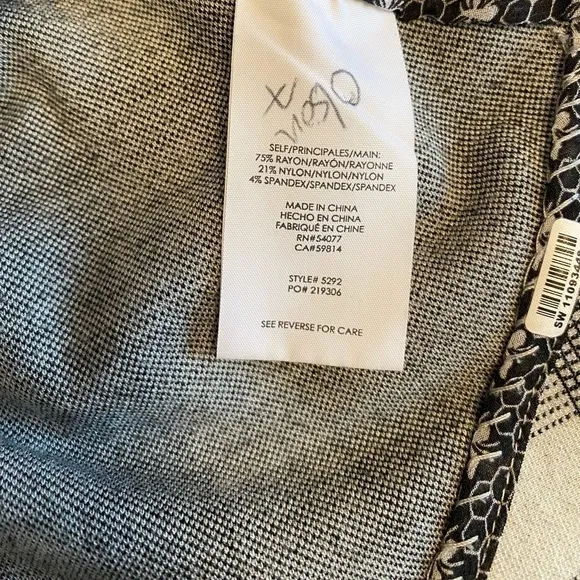 SELF/PRINCIPALES/MAIN:
75% RAYON/RAYÓN/RAYONNE
21% NYLON/NYLON/NYLON
4% SPANDEX/SPANDEX/SPANDEX
MADE IN CHINA
HECHO EN CHINA
FABRIQUÉ EN CHINE
RN#54077
CA#59814
STYLE# 5292
PO# 219306
SEE REVERSE FOR CARE